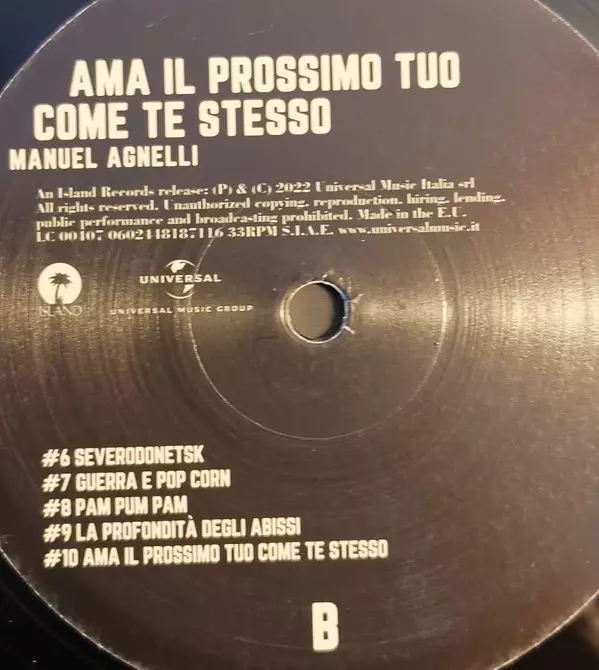 AMA IL PROSSIMO TUO
COME TE STESSO
MANUEL AGNELLI
An Island Records release: (P) & (C) 2022 Universal Music Italia srl
All rights reserved. Unauthorized copying, reproduction, hiring, lending,
public performance and broadcasting prohibited. Made in the E.U.
LC 00407 0602448187116 33RPM S.I.A.E. www.universalmusic.it
ISLAND
UNIVERSAL
UNIVERSAL MUSIC GROUP
#6 SEVERODONETSK
#7 GUERRA E POP CORN
#8 PAM PUM PAM
#9 LA PROFONDITÀ DEGLI ABISSI
#10 AMA IL PROSSIMO TUO COME TE STESSO
B